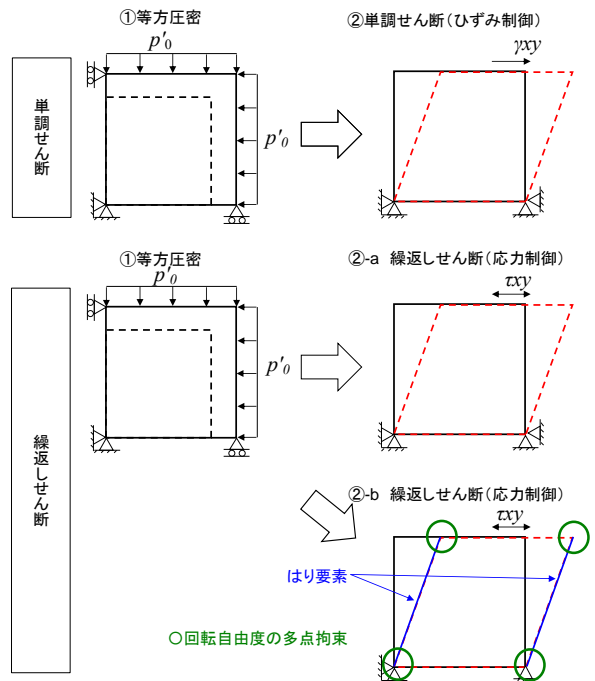 ①等方圧密
②単調せん断(ひずみ制御)
p'0
γxy
単調せん断
p'0
①等方圧密
②-a 繰返しせん断(応力制御)
p'0
τxy
p'0
繰返しせん断
②-b 繰返しせん断(応力制御)
τxy
はり要素
○回転自由度の多点拘束